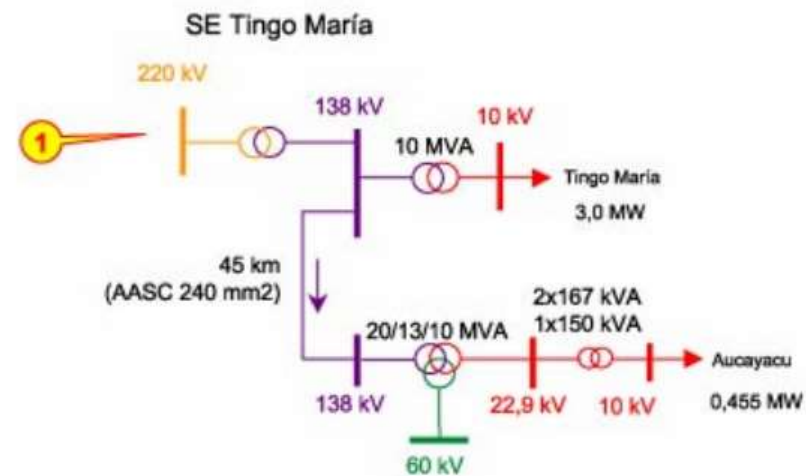 SE Tingo María
220 kV
138 kV
10 kV
1
10 MVA
Tingo María
3,0 MW
45 km
(AASC 240 mm2)
2x167 kVA
1x150 kVA
20/13/10 MVA
Aucayacu
138 kV
22,9 kV
10 kV
0,455 MW
60 kV